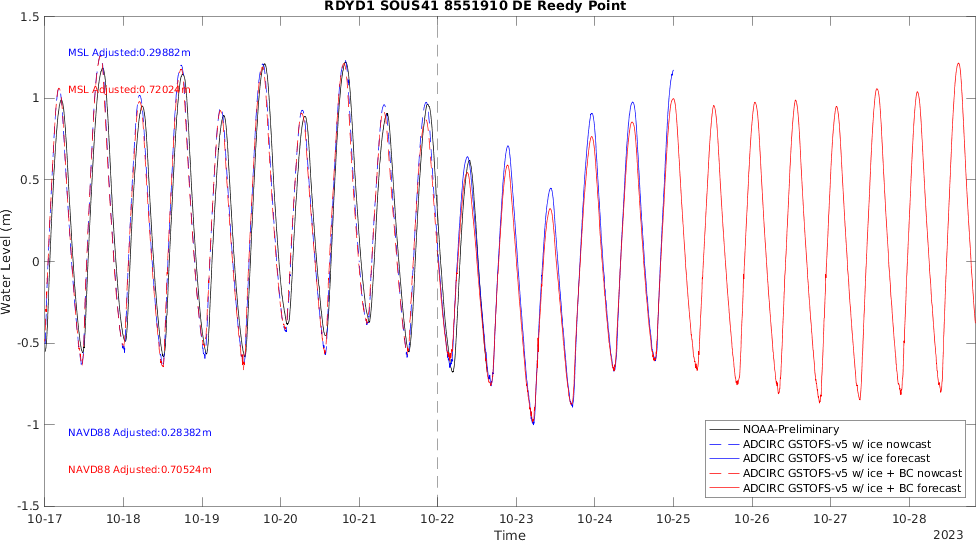 RDYD1 SOUS41 8551910 DE Reedy Point
1.5
1
0.5
0
-0.5
-1
-1.5
Water Level (m)
MSL Adjusted:0.29882m
MSL Adjusted:0.72024m
NAVD88 Adjusted:0.28382m
NAVD88 Adjusted:0.70524m
NOAA-Preliminary
ADCIRC GSTOFS-v5 w/ ice nowcast
ADCIRC GSTOFS-v5 w/ ice forecast
ADCIRC GSTOFS-v5 w/ ice + BC nowcast
ADCIRC GSTOFS-v5 w/ ice + BC forecast
10-17 10-18 10-19 10-20 10-21 10-22 10-23 10-24 10-25 10-26 10-27 10-28
Time
2023